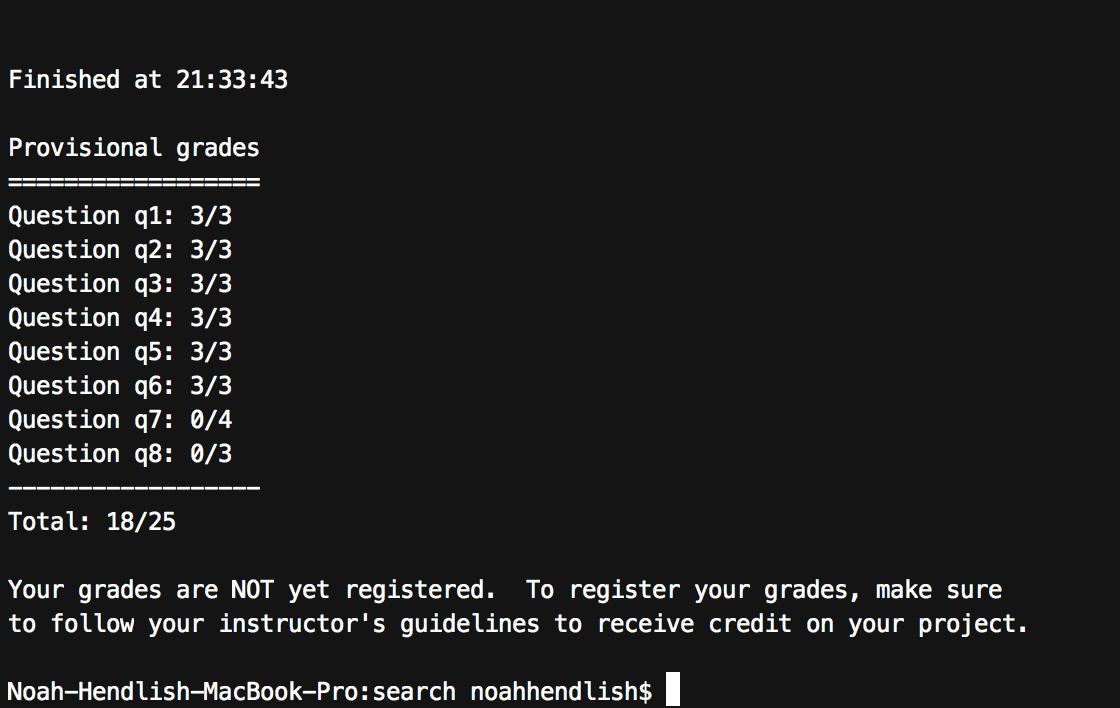 Finished at 21:33:43
Provisional grades
==================
Question q1: 3/3
Question q2: 3/3
Question q3: 3/3
Question q4: 3/3
Question q5: 3/3
Question q6: 3/3
Question q7: 0/4
Question q8: 0/3
------------------
Total: 18/25
Your grades are NOT yet registered.  To register your grades, make sure
to follow your instructor's guidelines to receive credit on your project.
Noah-Hendlish-MacBook-Pro:search noahhendlish$